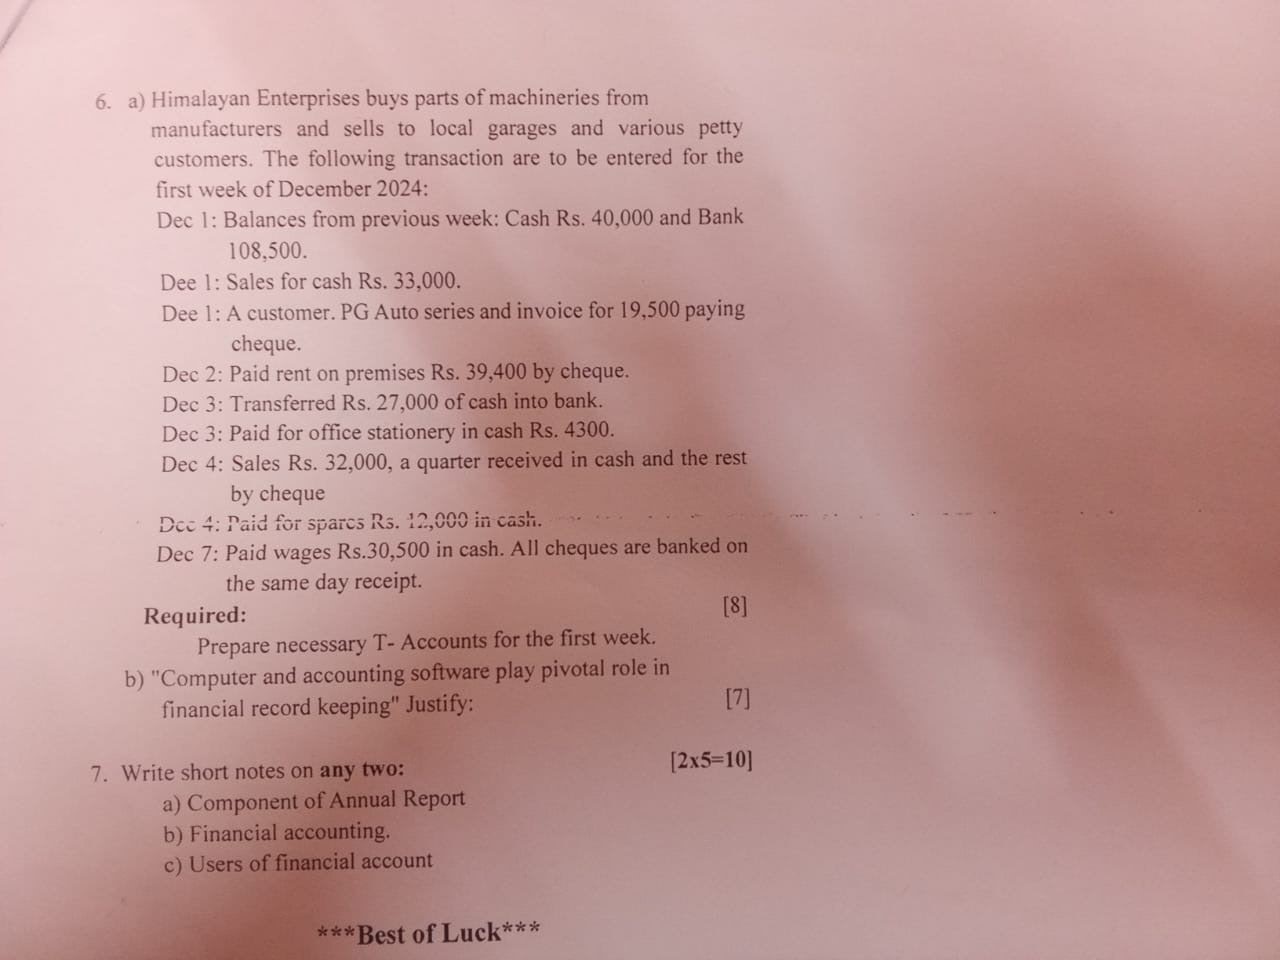 6. a) Himalayan Enterprises buys parts of machineries from
manufacturers and sells to local garages and various petty
customers. The following transaction are to be entered for the
first week of December 2024:
Dec 1: Balances from previous week: Cash Rs. 40,000 and Bank
108,500.
Dee 1: Sales for cash Rs. 33,000.
Dee 1: A customer. PG Auto series and invoice for 19,500 paying
cheque.
Dec 2: Paid rent on premises Rs. 39,400 by cheque.
Dec 3: Transferred Rs. 27,000 of cash into bank.
Dec 3: Paid for office stationery in cash Rs. 4300.
Dec 4: Sales Rs. 32,000, a quarter received in cash and the rest
by cheque
Dec 4: Paid for spares Rs. 12,000 in cash.
Dec 7: Paid wages Rs.30,500 in cash. All cheques are banked on
the same day receipt.
Required: [8]
Prepare necessary T- Accounts for the first week.
b) "Computer and accounting software play pivotal role in
financial record keeping" Justify: [7]
7. Write short notes on any two: [2x5=10]
a) Component of Annual Report
b) Financial accounting.
c) Users of financial account
***Best of Luck***